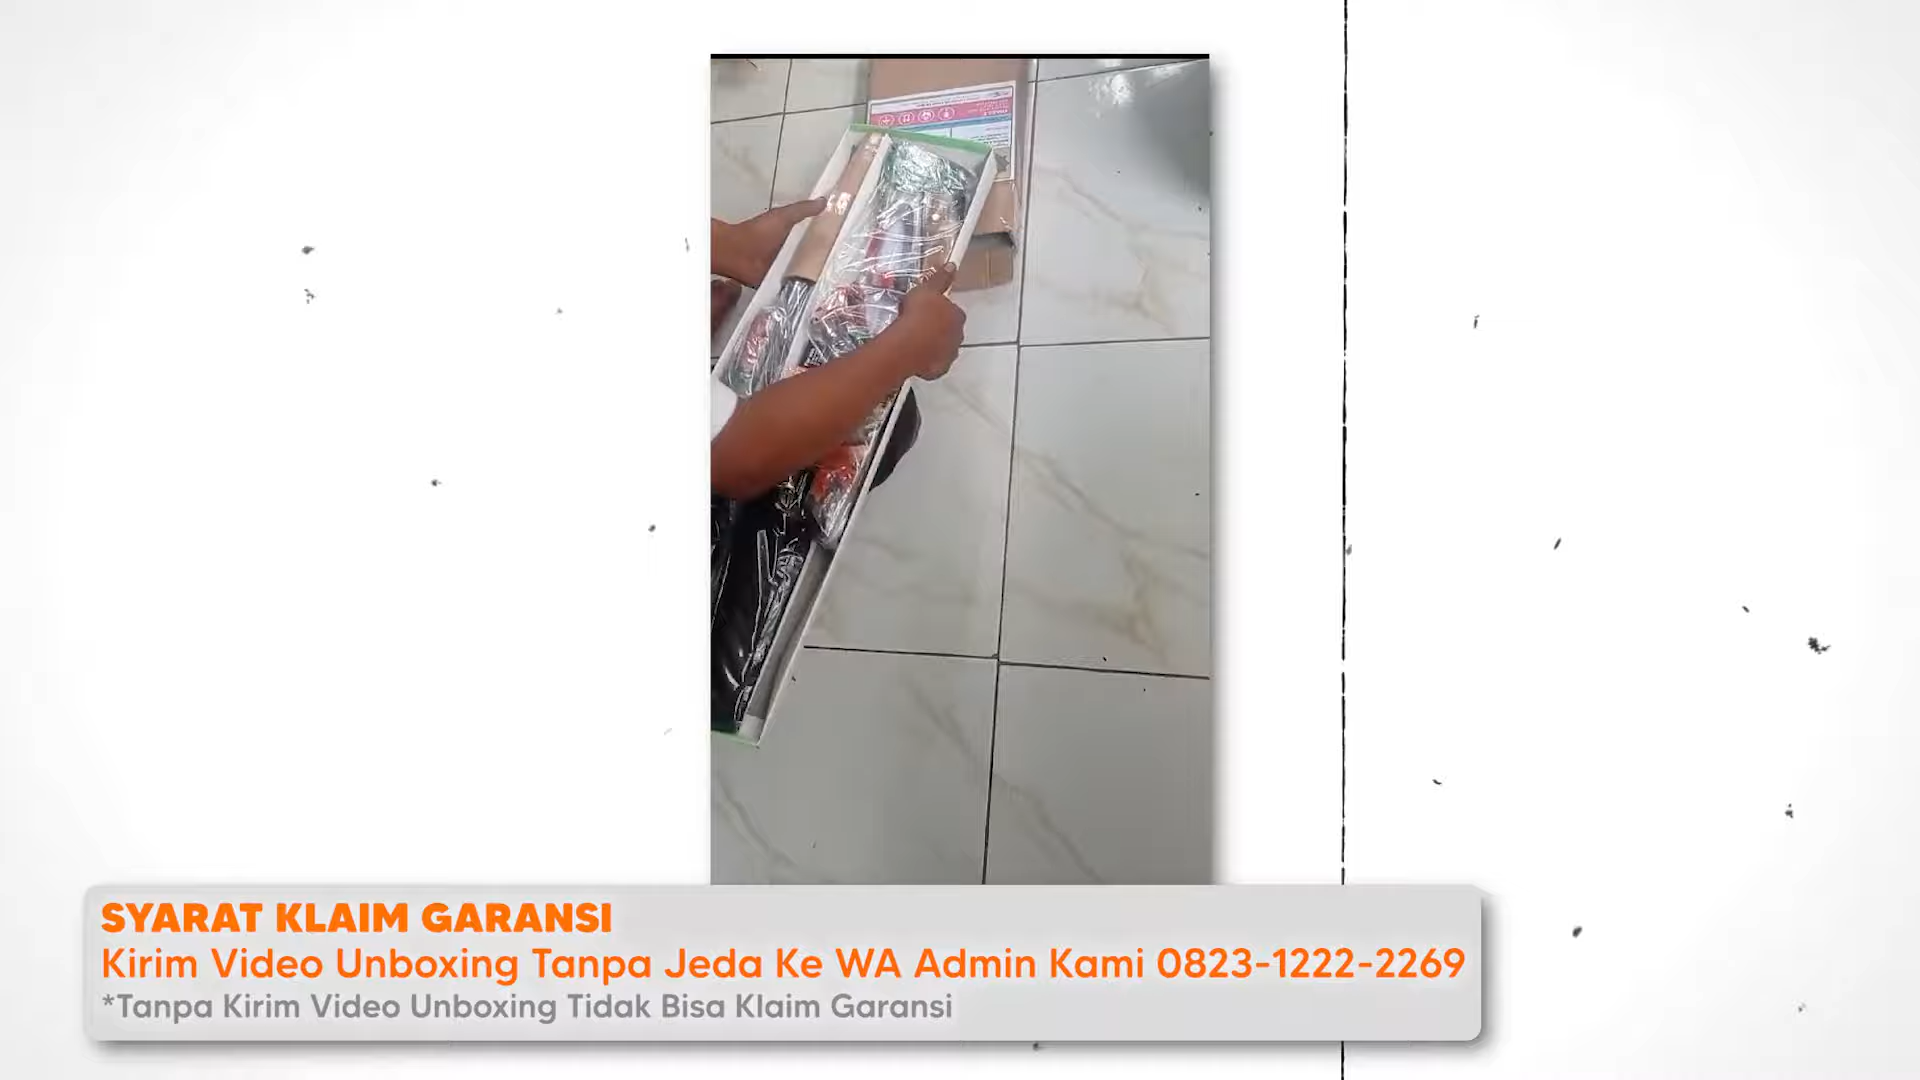 SYARAT KLAIM GARANSI
Kirim Video Unboxing Tanpa Jeda Ke WA Admin Kami 0823-1222-2269
*Tanpa Kirim Video Unboxing Tidak Bisa Klaim Garansi